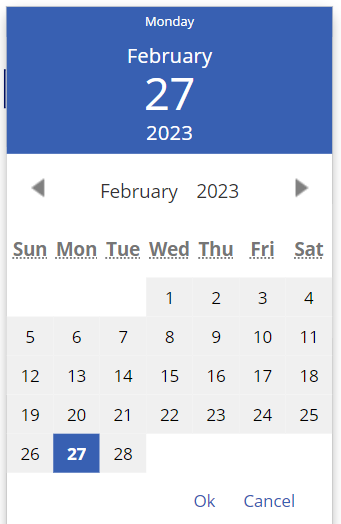 Monday
February
27
2023
February 2023
Sun Mon Tue Wed Thu Fri Sat
1 2 3 4
5 6 7 8 9 10 11
12 13 14 15 16 17 18
19 20 21 22 23 24 25
26 27 28
Ok Cancel